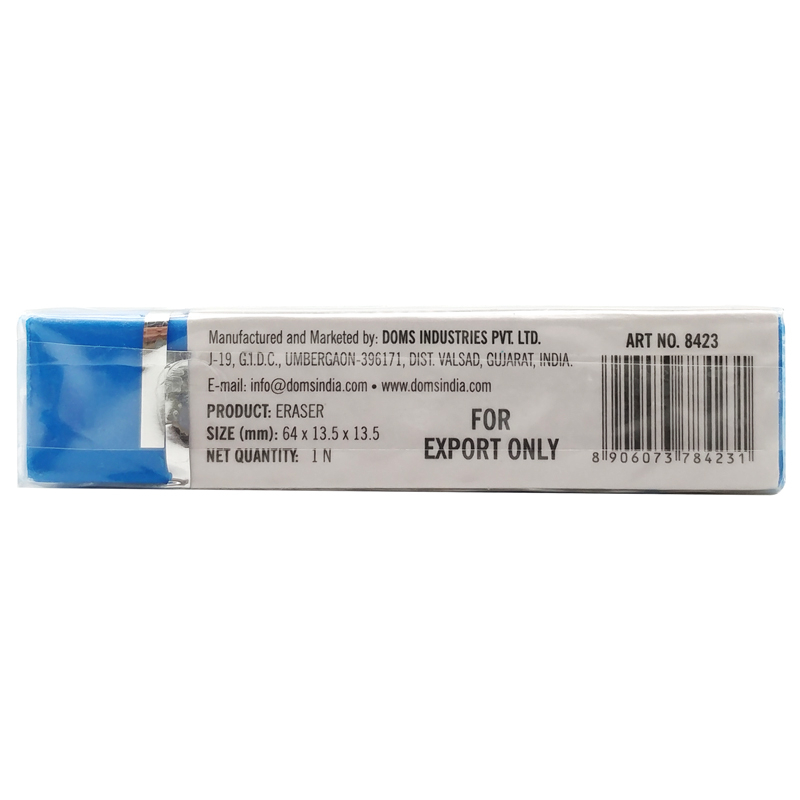 Manufactured and Marketed by: DOMS INDUSTRIES PVT. LTD.
J-19, G.I.D.C., UMBERGAON-396171, DIST. VALSAD, GUJARAT, INDIA.
E-mail: info@domsindia.com • www.domsindia.com
PRODUCT: ERASER
SIZE (mm): 64 x 13.5 x 13.5
NET QUANTITY: 1 N
FOR
EXPORT ONLY
ART NO. 8423
8 906073 784231